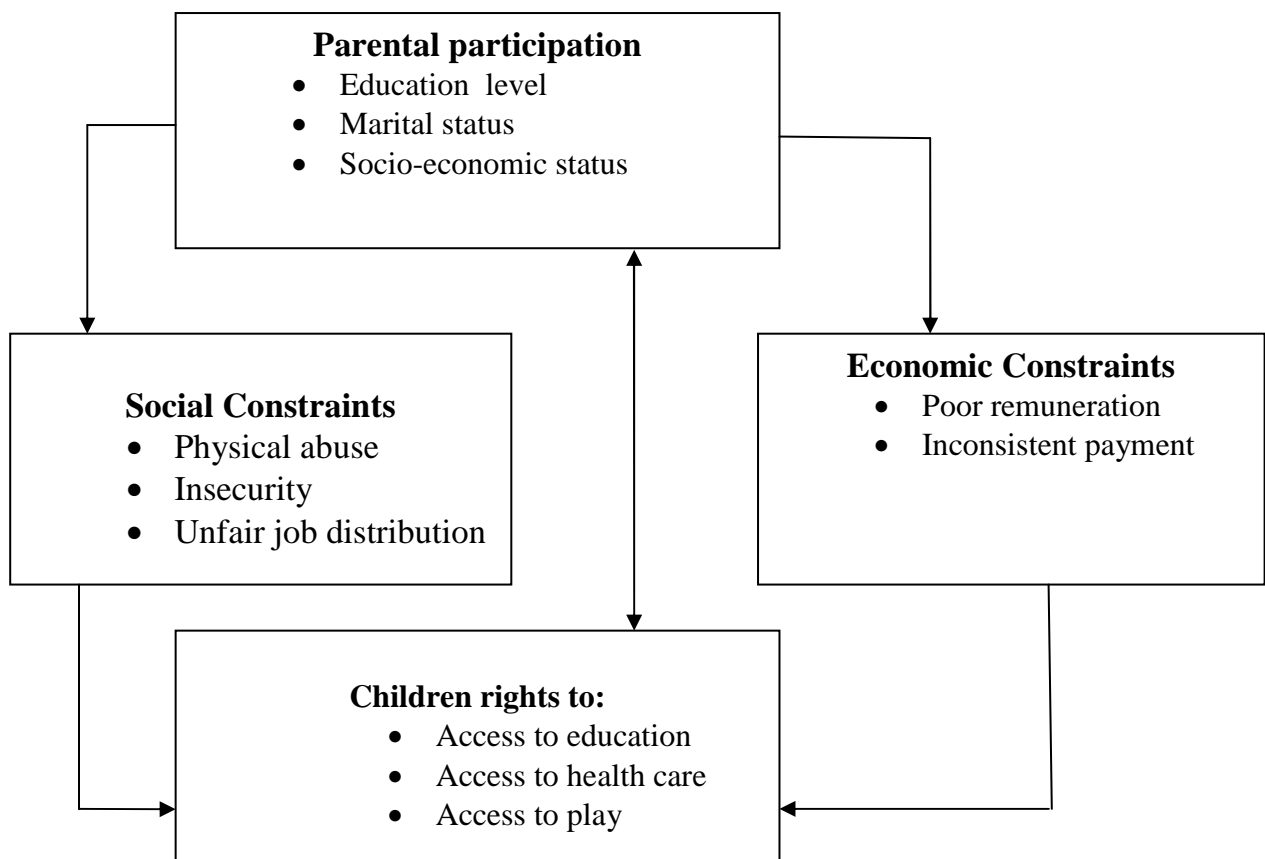 Parental participation
• Education level
• Marital status
• Socio-economic status
Social Constraints
• Physical abuse
• Insecurity
• Unfair job distribution
Economic Constraints
• Poor remuneration
• Inconsistent payment
Children rights to:
• Access to education
• Access to health care
• Access to play